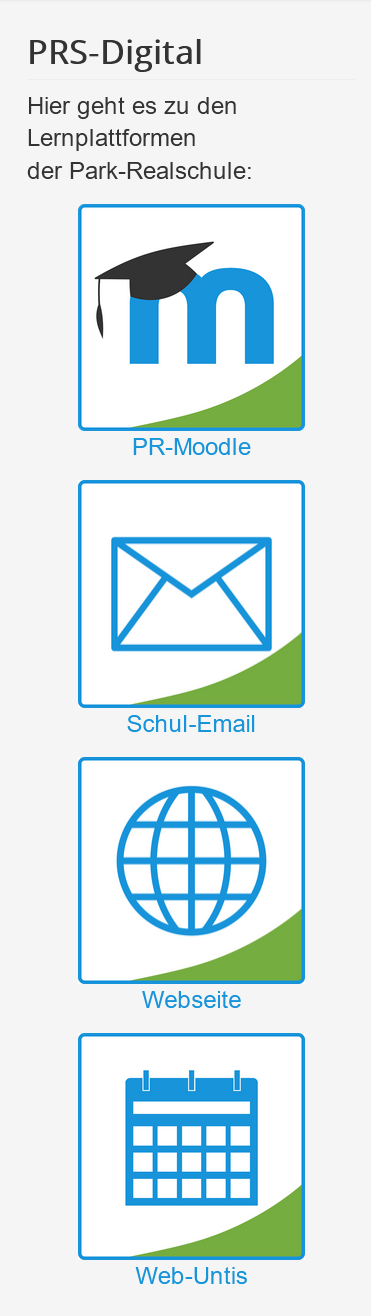 PRS-Digital
Hier geht es zu den
Lernplattformen
der Park-Realschule:
m
PR-Moodle
Schul-Email
Webseite
Web-Untis